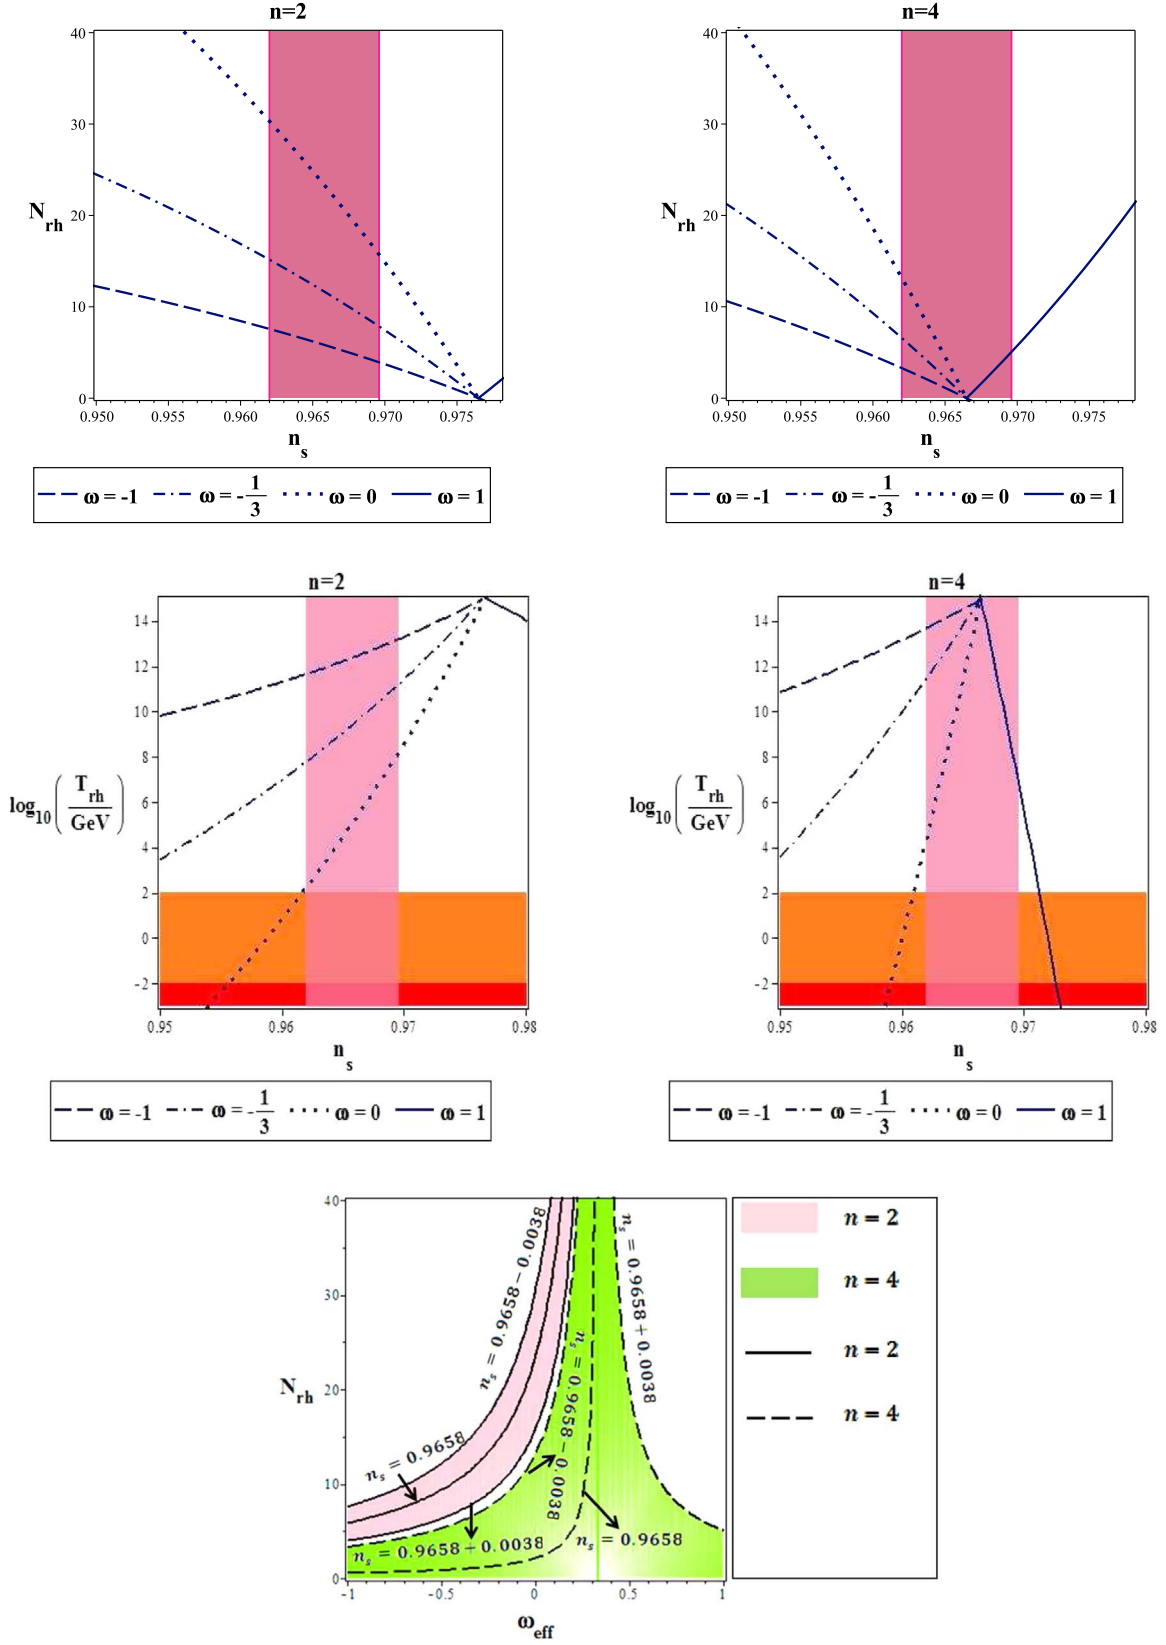 n=2
40
30
20
10
0
N_rh
0.950 0.955 0.960 0.965 0.970 0.975
n_s
ω = -1 ω = -1/3 ω = 0 ω = 1
n=4
40
30
20
10
0
N_rh
0.950 0.955 0.960 0.965 0.970 0.975
n_s
ω = -1 ω = -1/3 ω = 0 ω = 1
n=2
14
12
10
8
6
4
2
0
-2
log10(T_rh/GeV)
0.95 0.96 0.97 0.98
n_s
ω = -1 ω = -1/3 ω = 0 ω = 1
n=4
14
12
10
8
6
4
2
0
-2
log10(T_rh/GeV)
0.95 0.96 0.97 0.98
n_s
ω = -1 ω = -1/3 ω = 0 ω = 1
40
30
20
10
0
N_rh
n_s = 0.9658 − 0.0038
n_s = 0.9658
n_s = 0.9658 + 0.0038
n_s = 0.9658 − 0.0038
n_s = 0.9658
n_s = 0.9658 + 0.0038
-1 -0.5 0 0.5 1
ω_eff
n = 2
n = 4
n = 2
n = 4